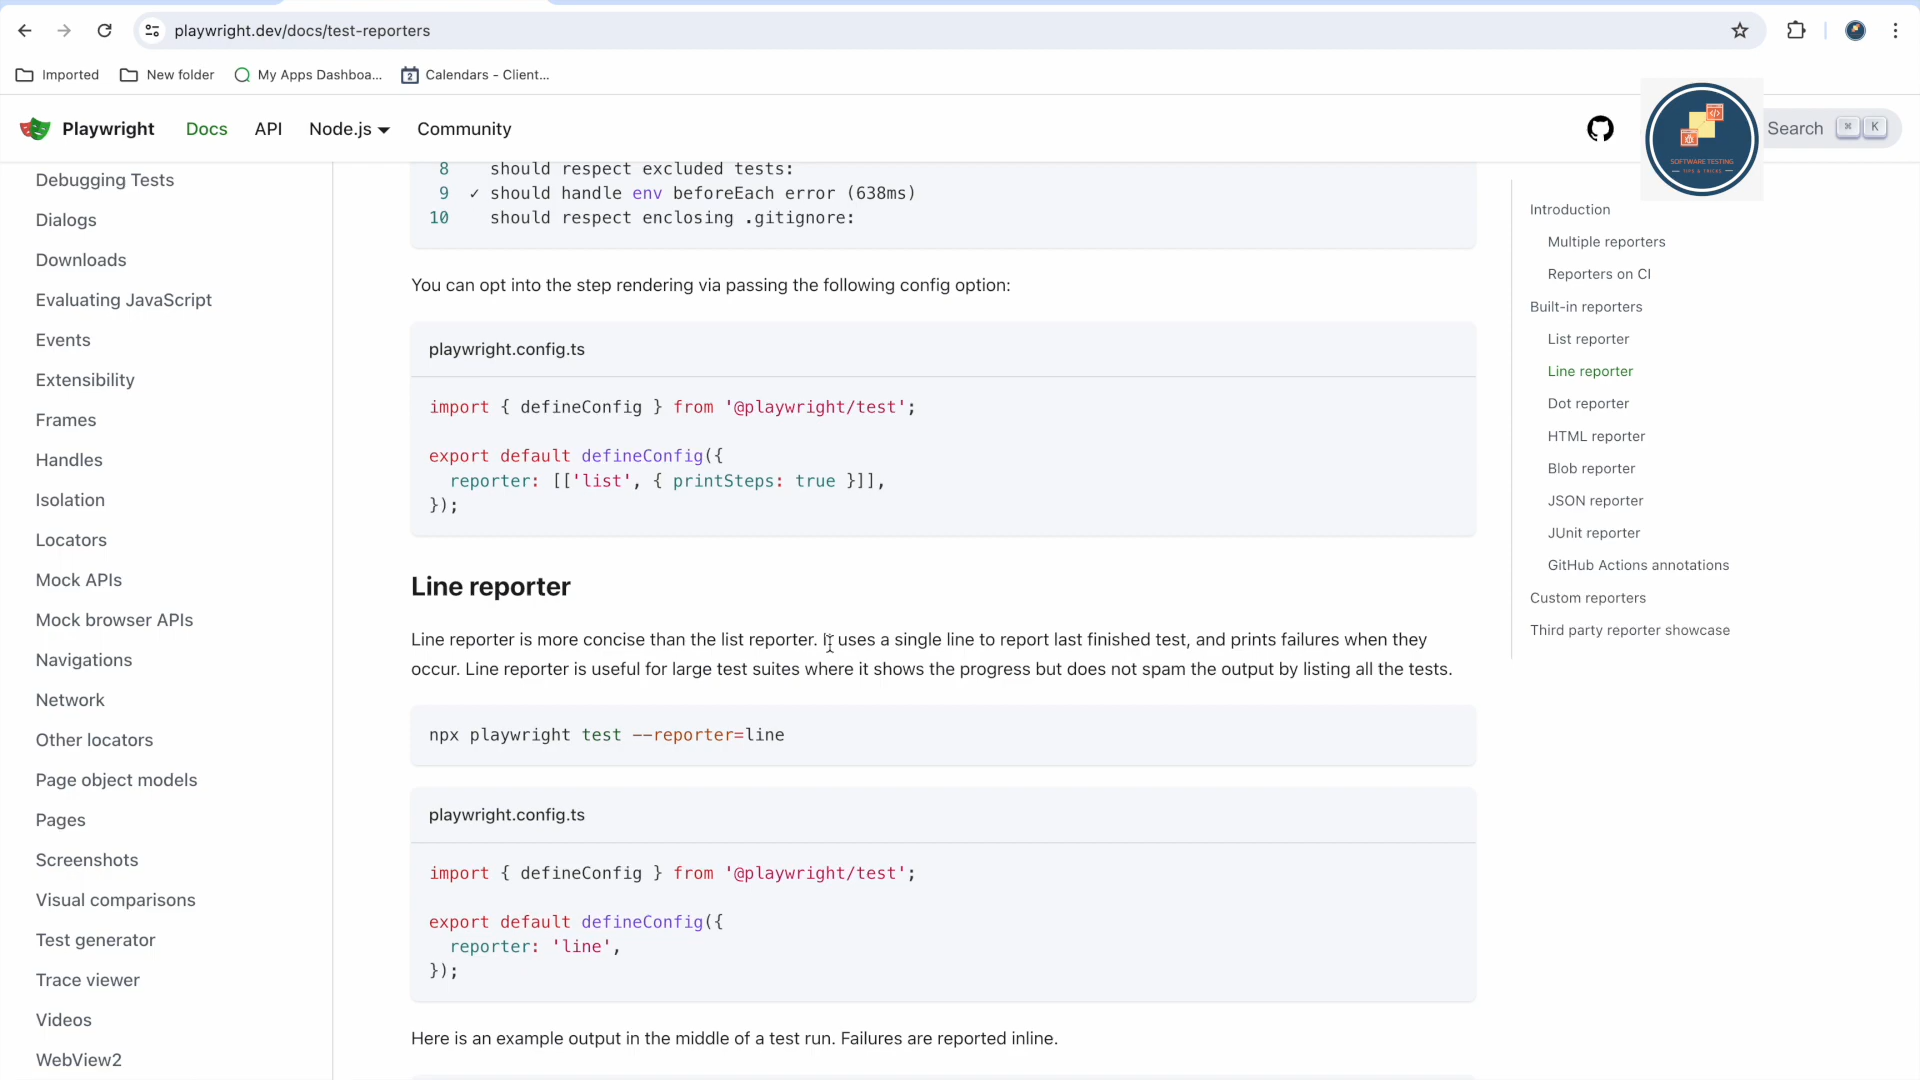 playwright.dev/docs/test-reporters
Imported
New folder
My Apps Dashboa...
2
Calendars - Client...
Playwright
Docs
API
Node.js
Community
SOFTWARE TESTING
TIPS & TRICKS
Search
⌘ K
Debugging Tests
Dialogs
Downloads
Evaluating JavaScript
Events
Extensibility
Frames
Handles
Isolation
Locators
Mock APIs
Mock browser APIs
Navigations
Network
Other locators
Page object models
Pages
Screenshots
Visual comparisons
Test generator
Trace viewer
Videos
WebView2
8 should respect excluded tests:
9 ✓ should handle env beforeEach error (638ms)
10 should respect enclosing .gitignore:
You can opt into the step rendering via passing the following config option:
playwright.config.ts
import { defineConfig } from '@playwright/test';
export default defineConfig({
reporter: [['list', { printSteps: true }]],
});
Line reporter
Line reporter is more concise than the list reporter. It uses a single line to report last finished test, and prints failures when they
occur. Line reporter is useful for large test suites where it shows the progress but does not spam the output by listing all the tests.
npx playwright test --reporter=line
playwright.config.ts
import { defineConfig } from '@playwright/test';
export default defineConfig({
reporter: 'line',
});
Here is an example output in the middle of a test run. Failures are reported inline.
Introduction
Multiple reporters
Reporters on CI
Built-in reporters
List reporter
Line reporter
Dot reporter
HTML reporter
Blob reporter
JSON reporter
JUnit reporter
GitHub Actions annotations
Custom reporters
Third party reporter showcase